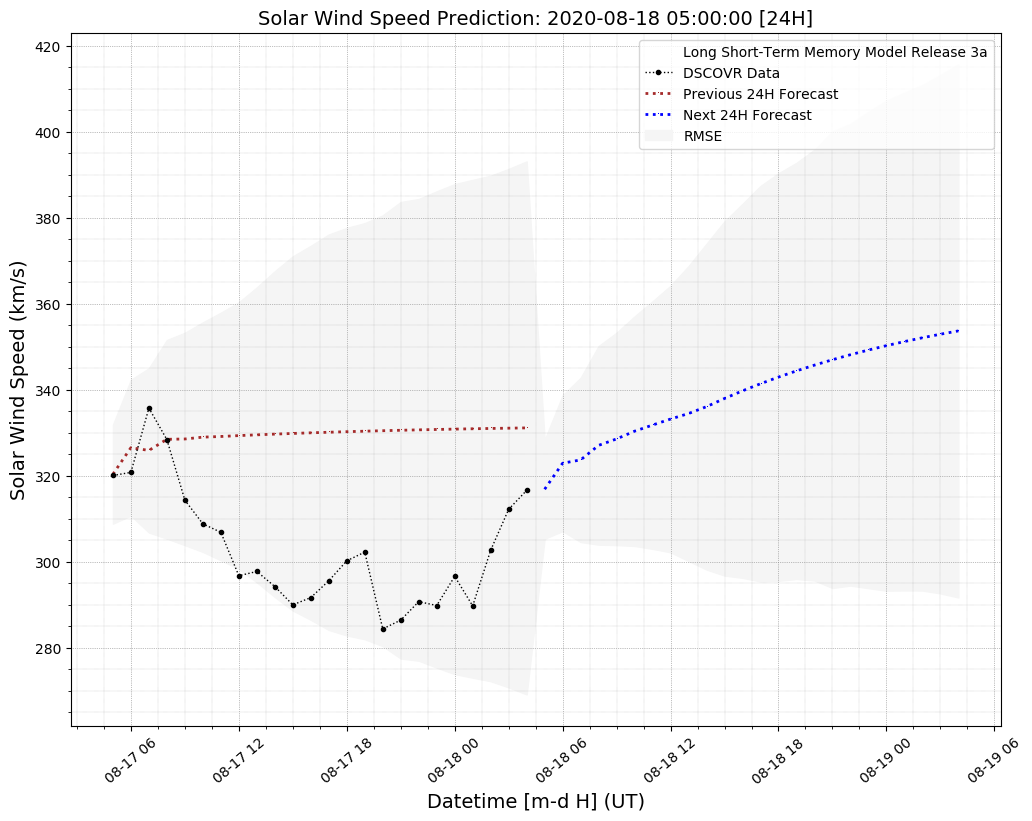 Solar Wind Speed Prediction: 2020-08-18 05:00:00 [24H]
Long Short-Term Memory Model Release 3a
DSCOVR Data
Previous 24H Forecast
Next 24H Forecast
RMSE
Solar Wind Speed (km/s)
420
400
380
360
340
320
300
280
08-17 06
08-17 12
08-17 18
08-18 00
08-18 06
08-18 12
08-18 18
08-19 00
08-19 06
Datetime [m-d H] (UT)